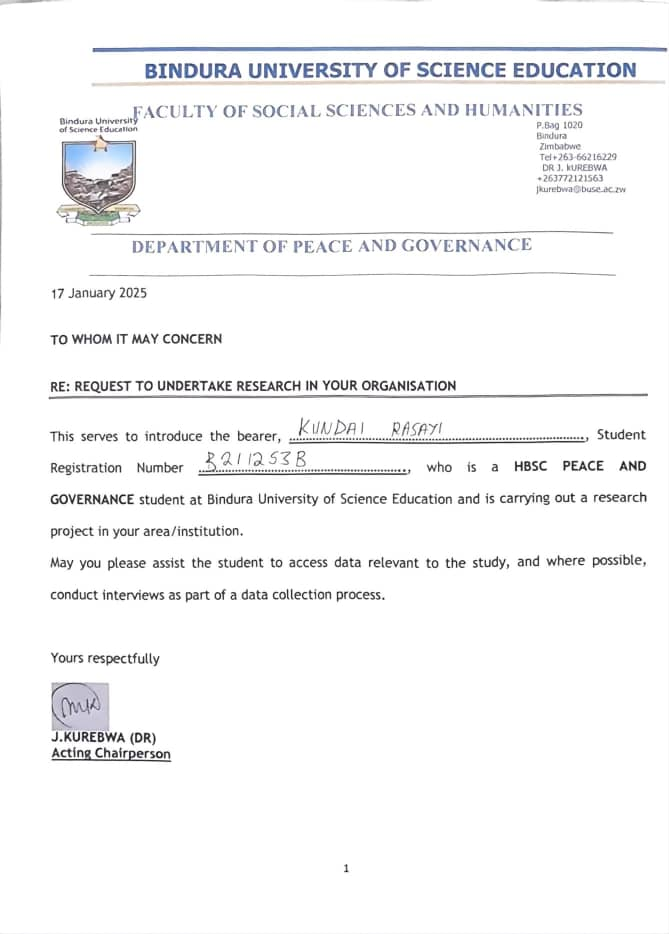 BINDURA UNIVERSITY OF SCIENCE EDUCATION
FACULTY OF SOCIAL SCIENCES AND HUMANITIES
Bindura University
of Science Education
P.Bag 1020
Bindura
Zimbabwe
Tel+263-66216229
DR J. kUREBWA
+263772121563
jkurebwa@buse.ac.zw
DEPARTMENT OF PEACE AND GOVERNANCE
17 January 2025
TO WHOM IT MAY CONCERN
RE: REQUEST TO UNDERTAKE RESEARCH IN YOUR ORGANISATION
This serves to introduce the bearer, KUNDAI RASAYI, Student
Registration Number B211253B, who is a HBSC PEACE AND
GOVERNANCE student at Bindura University of Science Education and is carrying out a research
project in your area/institution.
May you please assist the student to access data relevant to the study, and where possible,
conduct interviews as part of a data collection process.
Yours respectfully
J.KUREBWA (DR)
Acting Chairperson
1